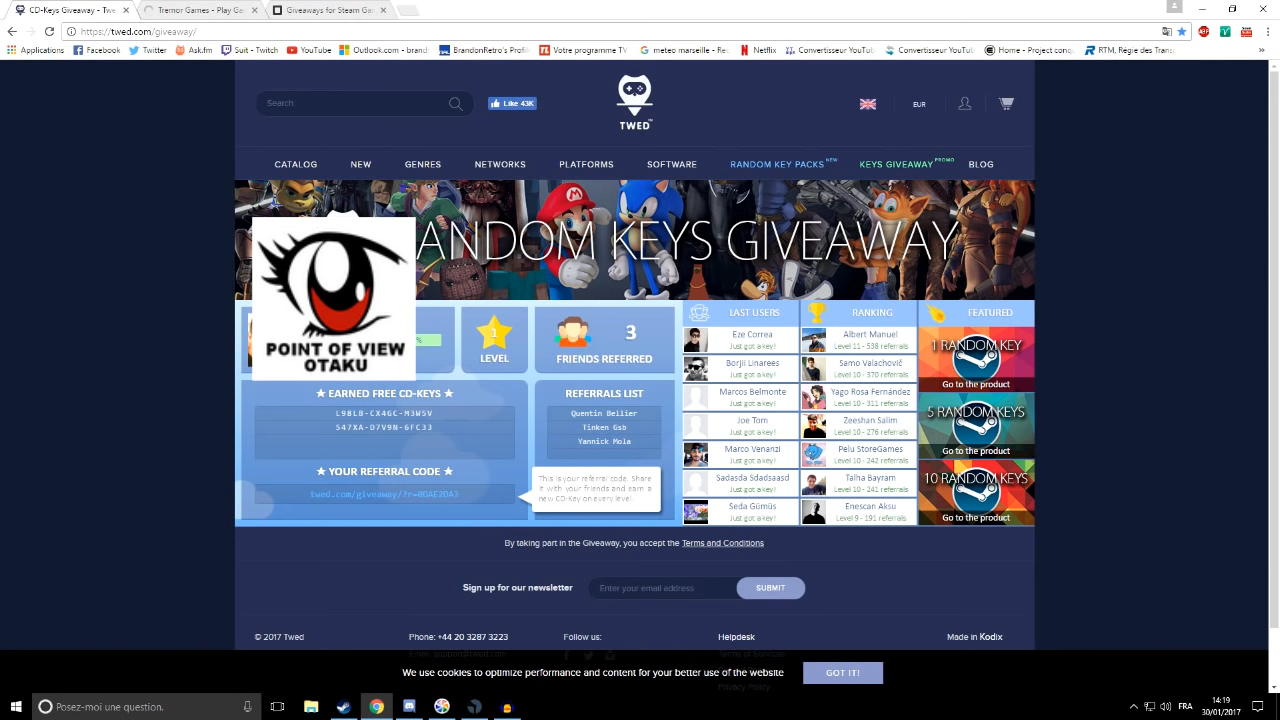 CD-Keys Giveaway - Twe
Tremor Games - Play Gam
Giveaway for Steam Gam
https://twed.com/giveaway/
Applications
Facebook
Twitter
Ask.fm
Suit - Twitch
YouTube
Outlook.com - brand
BrandonRetro's Profi
Votre programme TV
meteo marseille - Re
Netflix
Convertisseur YouTu
Convertisseur YouTu
Home - Project conqu
RTM, Régie des Trans
Search
Like 43K
TWED
EUR
CATALOG NEW GENRES NETWORKS PLATFORMS SOFTWARE RANDOM KEY PACKS NEW KEYS GIVEAWAY PROMO BLOG
ANDOM KEYS GIVEAWAY
POINT OF VIEW
OTAKU
%
1
LEVEL
3
FRIENDS REFERRED
★ EARNED FREE CD-KEYS ★
L98L8-CX4GC-M3W5V
547XA-D7V9N-6FC33
REFERRALS LIST
Quentin Bellier
Tinken Gsb
Yannick Mola
★ YOUR REFERRAL CODE ★
This is your referral code. Share
it with your friends and earn a
new CD-Key on every level.
LAST USERS
Eze Correa
Just got a key!
Borjii Linarees
Just got a key!
Marcos Belmonte
Just got a key!
Joe Tom
Just got a key!
Marco Venanzi
Just got a key!
Sadasda Sdadsaasd
Just got a key!
Seda Gümüs
Just got a key!
RANKING
Albert Manuel
Level 11 - 538 referrals
Samo Valachovič
Level 10 - 370 referrals
Yago Rosa Fernández
Level 10 - 311 referrals
Zeeshan Salim
Level 10 - 276 referrals
Pelu StoreGames
Level 10 - 242 referrals
Talha Bayram
Level 10 - 241 referrals
Enescan Aksu
Level 9 - 191 referrals
FEATURED
1 RANDOM KEY
Go to the product
5 RANDOM KEYS
Go to the product
10 RANDOM KEYS
Go to the product
By taking part in the Giveaway, you accept the Terms and Conditions
Sign up for our newsletter
Enter your email address
SUBMIT
© 2017 Twed
Phone: +44 20 3287 3223
Email: support@twed.com
Follow us:
Helpdesk
Terms of Services
Privacy Policy
Made in Kodix
We use cookies to optimize performance and content for your better use of the website
GOT IT!
Posez-moi une question.
FRA
14:19
30/01/2017